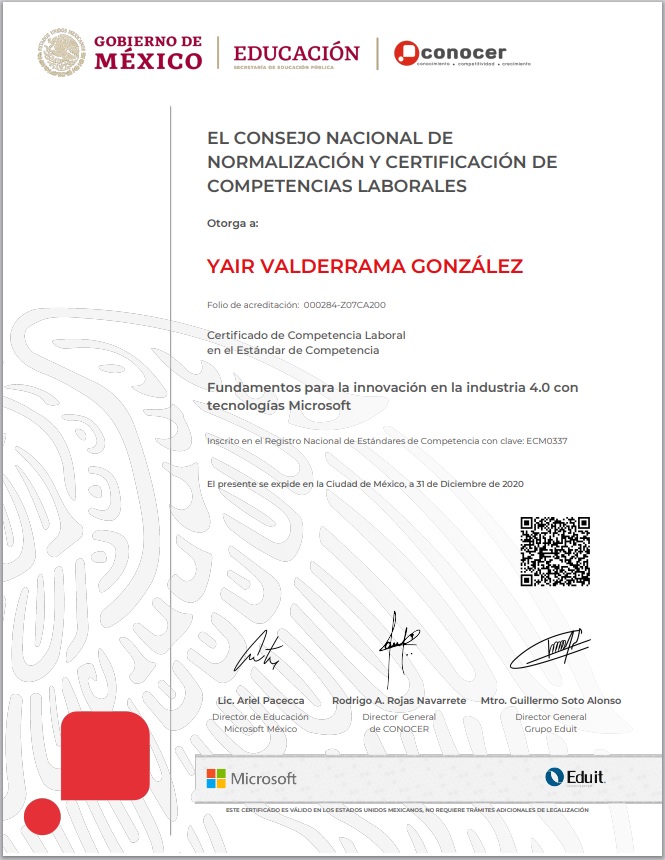 GOBIERNO DE
MÉXICO
EDUCACIÓN
SECRETARÍA DE EDUCACIÓN PÚBLICA
conocer
conocimiento • competitividad • crecimiento
EL CONSEJO NACIONAL DE
NORMALIZACIÓN Y CERTIFICACIÓN DE
COMPETENCIAS LABORALES
Otorga a:
YAIR VALDERRAMA GONZÁLEZ
Folio de acreditación: 000284-Z07CA200
Certificado de Competencia Laboral
en el Estándar de Competencia
Fundamentos para la innovación en la industria 4.0 con
tecnologías Microsoft
Inscrito en el Registro Nacional de Estándares de Competencia con clave: ECM0337
El presente se expide en la Ciudad de México, a 31 de Diciembre de 2020
Lic. Ariel Pacecca
Director de Educación
Microsoft México
Rodrigo A. Rojas Navarrete
Director General
de CONOCER
Mtro. Guillermo Soto Alonso
Director General
Grupo Eduit
Microsoft
Eduit
ESTE CERTIFICADO ES VÁLIDO EN LOS ESTADOS UNIDOS MEXICANOS, NO REQUIERE TRÁMITES ADICIONALES DE LEGALIZACIÓN